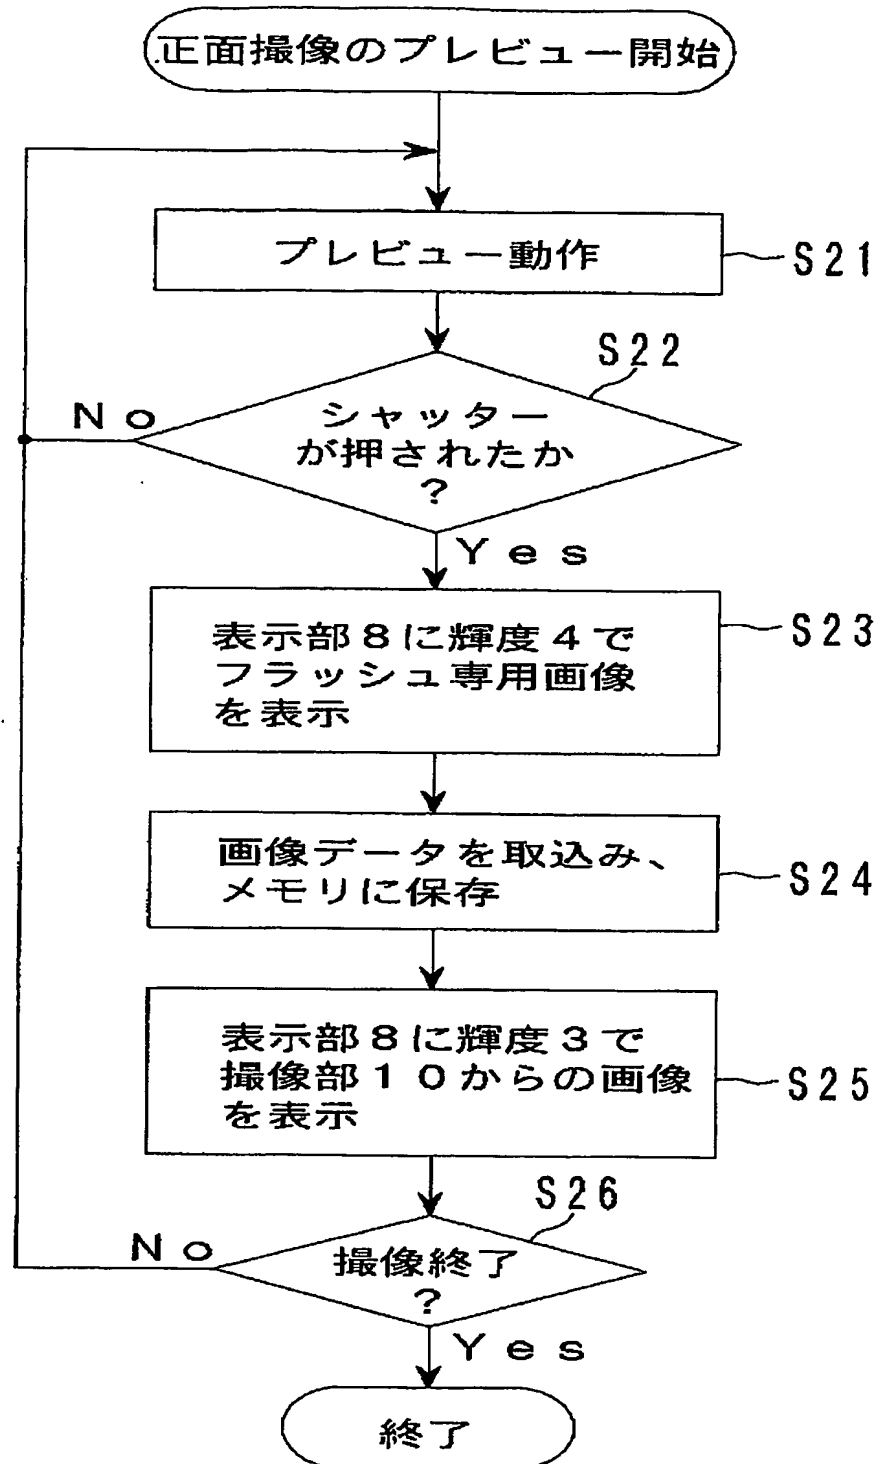 正面撮像のプレビュー開始
プレビュー動作
S21
S22
No
シャッター
が押されたか
?
Yes
表示部8に輝度4で
フラッシュ専用画像
を表示
S23
画像データを取込み、
メモリに保存
S24
表示部8に輝度3で
撮像部10からの画像
を表示
S25
S26
No
撮像終了
?
Yes
終了